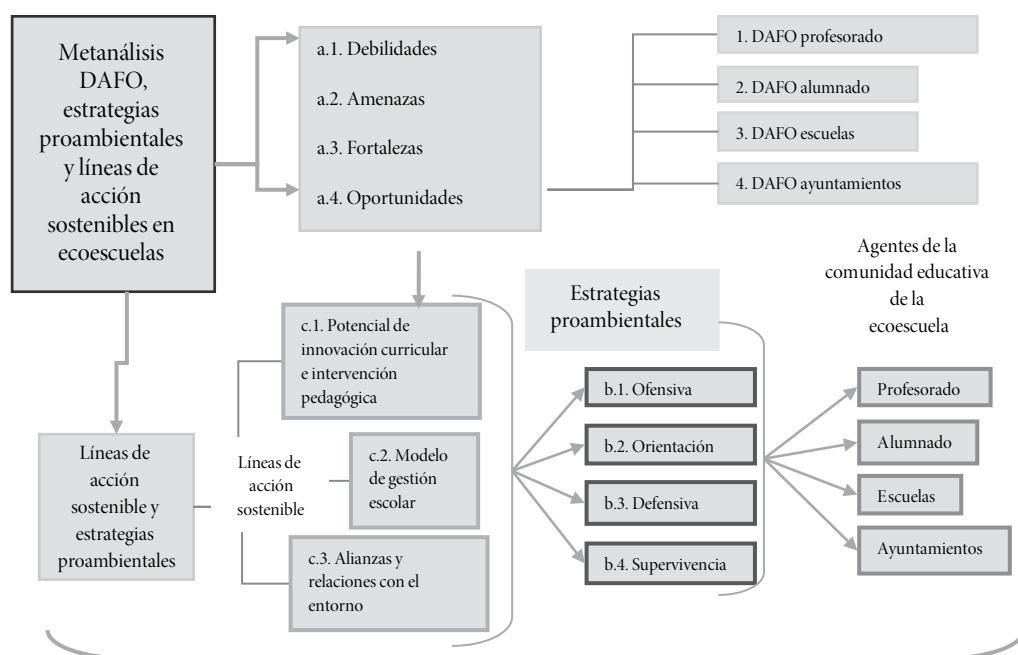 Metanálisis
DAFO,
estrategias
proambientales
y líneas de
acción
sostenibles en
ecoescuelas
a.1. Debilidades
a.2. Amenazas
a.3. Fortalezas
a.4. Oportunidades
1. DAFO profesorado
2. DAFO alumnado
3. DAFO escuelas
4. DAFO ayuntamientos
Líneas de
acción
sostenible y
estrategias
proambientales
Líneas de
acción
sostenible
c.1. Potencial de
innovación curricular
e intervención
pedagógica
c.2. Modelo
de gestión
escolar
c.3. Alianzas y
relaciones con el
entorno
Estrategias
proambientales
b.1. Ofensiva
b.2. Orientación
b.3. Defensiva
b.4. Supervivencia
Agentes de la
comunidad educativa
de la
ecoescuela
Profesorado
Alumnado
Escuelas
Ayuntamientos